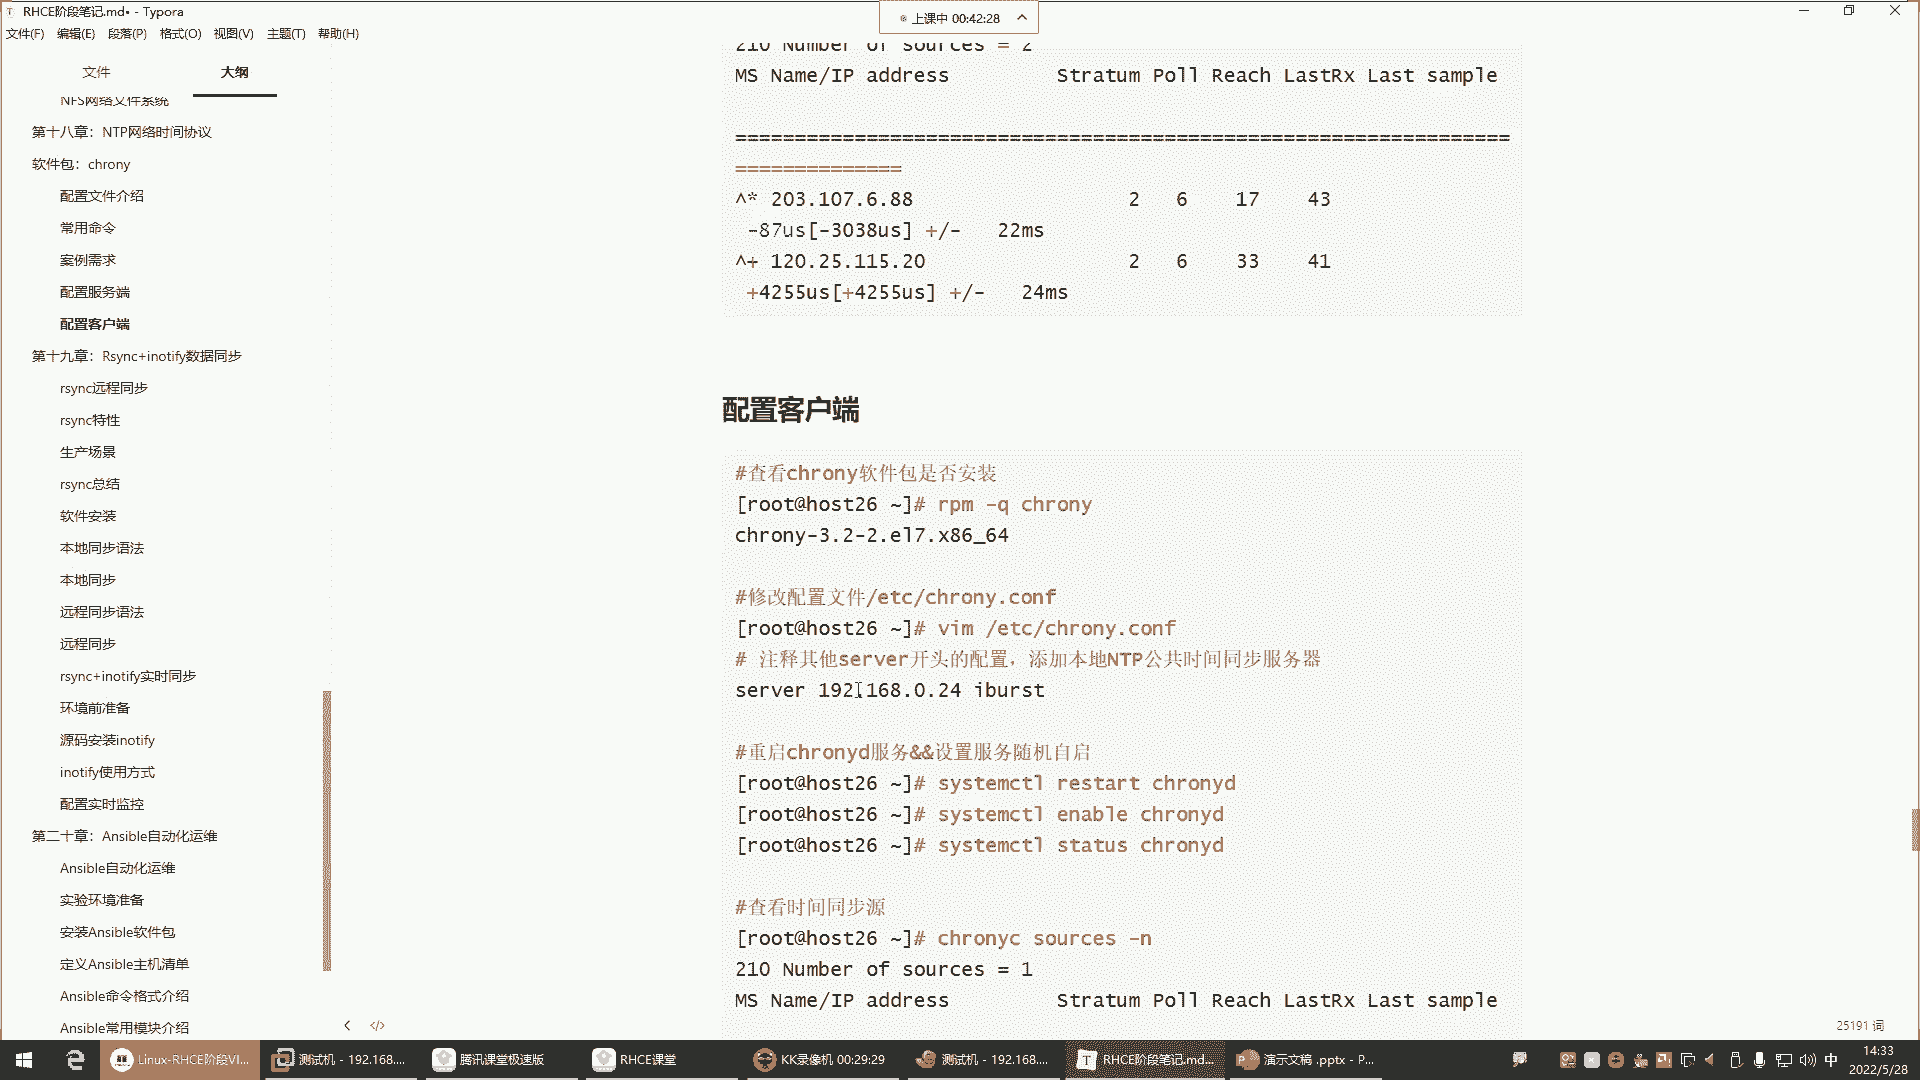 RHCE阶段笔记.md• - Typora
上课中 00:42:28
文件(F) 编辑(E) 段落(P) 格式(O) 视图(V) 主题(T) 帮助(H)
文件 大纲
NFS网络文件系统
第十八章：NTP网络时间协议
软件包：chrony
配置文件介绍
常用命令
案例需求
配置服务端
配置客户端
第十九章：Rsync+inotify数据同步
rsync远程同步
rsync特性
生产场景
rsync总结
软件安装
本地同步语法
本地同步
远程同步语法
远程同步
rsync+inotify实时同步
环境前准备
源码安装inotify
inotify使用方式
配置实时监控
第二十章：Ansible自动化运维
Ansible自动化运维
实验环境准备
安装Ansible软件包
定义Ansible主机清单
Ansible命令格式介绍
Ansible常用模块介绍
210 Number of sources = 2
MS Name/IP address         Stratum Poll Reach LastRx Last sample
=================================================================
==============
^* 203.107.6.88                  2   6    17    43
-87us[-3038us] +/-   22ms
^+ 120.25.115.20                 2   6    33    41
+4255us[+4255us] +/-   24ms
配置客户端
#查看chrony软件包是否安装
[root@host26 ~]# rpm -q chrony
chrony-3.2-2.el7.x86_64
#修改配置文件/etc/chrony.conf
[root@host26 ~]# vim /etc/chrony.conf
# 注释其他server开头的配置，添加本地NTP公共时间同步服务器
server 192.168.0.24 iburst
#重启chronyd服务&&设置服务随机自启
[root@host26 ~]# systemctl restart chronyd
[root@host26 ~]# systemctl enable chronyd
[root@host26 ~]# systemctl status chronyd
#查看时间同步源
[root@host26 ~]# chronyc sources -n
210 Number of sources = 1
MS Name/IP address         Stratum Poll Reach LastRx Last sample
25191 词
Linux-RHCE阶段VI... 测试机 - 192.168.... 腾讯课堂极速版 RHCE课堂 KK录像机 00:29:29 测试机 - 192.168.... RHCE阶段笔记.md... 演示文稿 .pptx - P... 中
14:33
2022/5/28